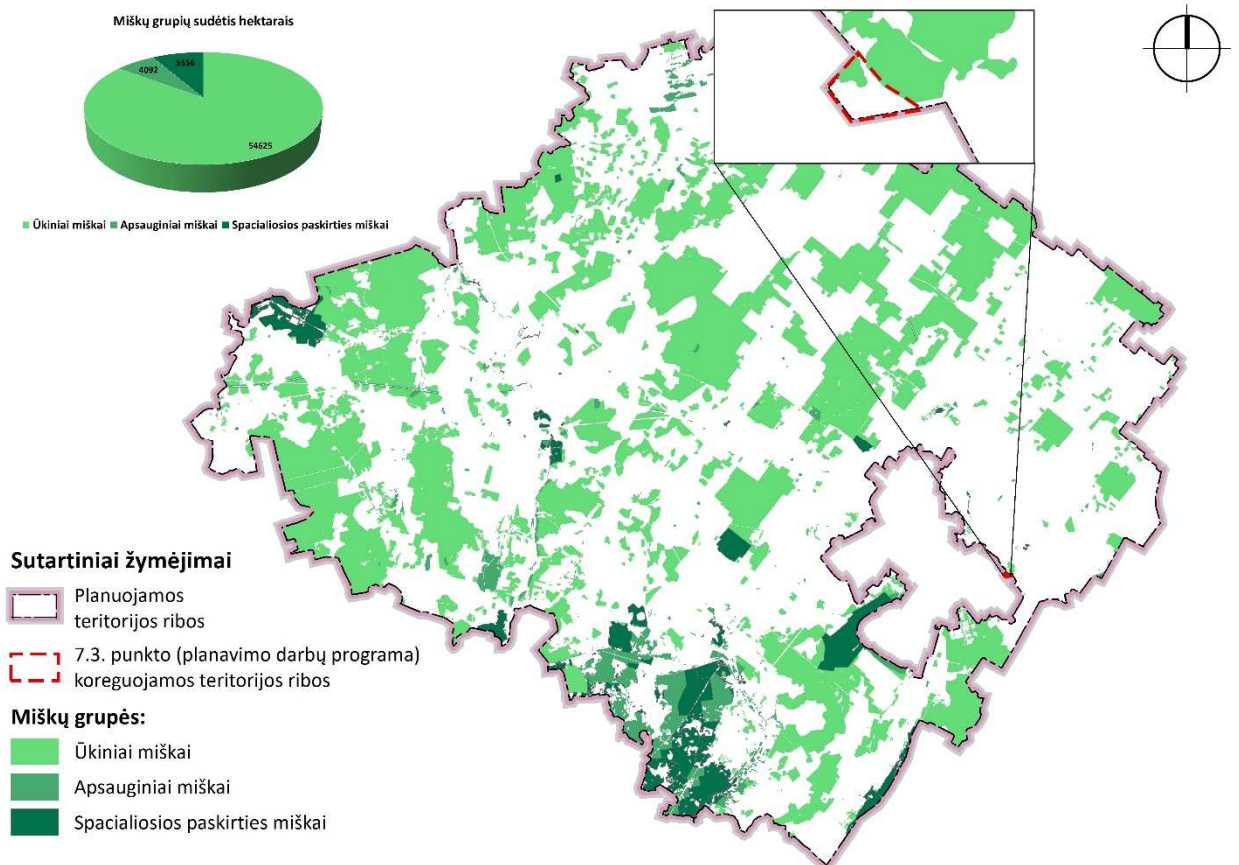 Miškų grupių sudėtis hektarais
4092
5356
54625
Ūkiniai miškai Apsauginiai miškai Spacialiosios paskirties miškai
Sutartiniai žymėjimai
Planuojamos
teritorijos ribos
7.3. punkto (planavimo darbų programa)
koreguojamos teritorijos ribos
Miškų grupės:
Ūkiniai miškai
Apsauginiai miškai
Spacialiosios paskirties miškai